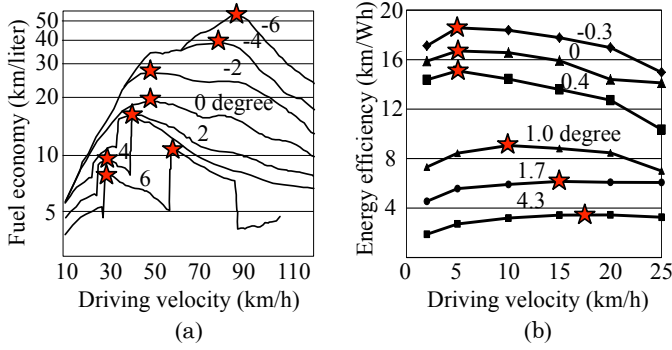 Fuel economy (km/liter)
50
40
30
20
10
5
-6
-4
-2
0 degree
2
4
6
10 30 50 70 90 110
Driving velocity (km/h)
(a)
Energy efficiency (km/Wh)
20
16
12
8
4
-0.3
0
0.4
1.0 degree
1.7
4.3
0 5 10 15 20 25
Driving velocity (km/h)
(b)